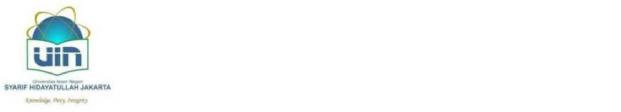 uin
Universitas Islam Negeri
SYARIF HIDAYATULLAH JAKARTA
Knowledge, Piety, Integrity